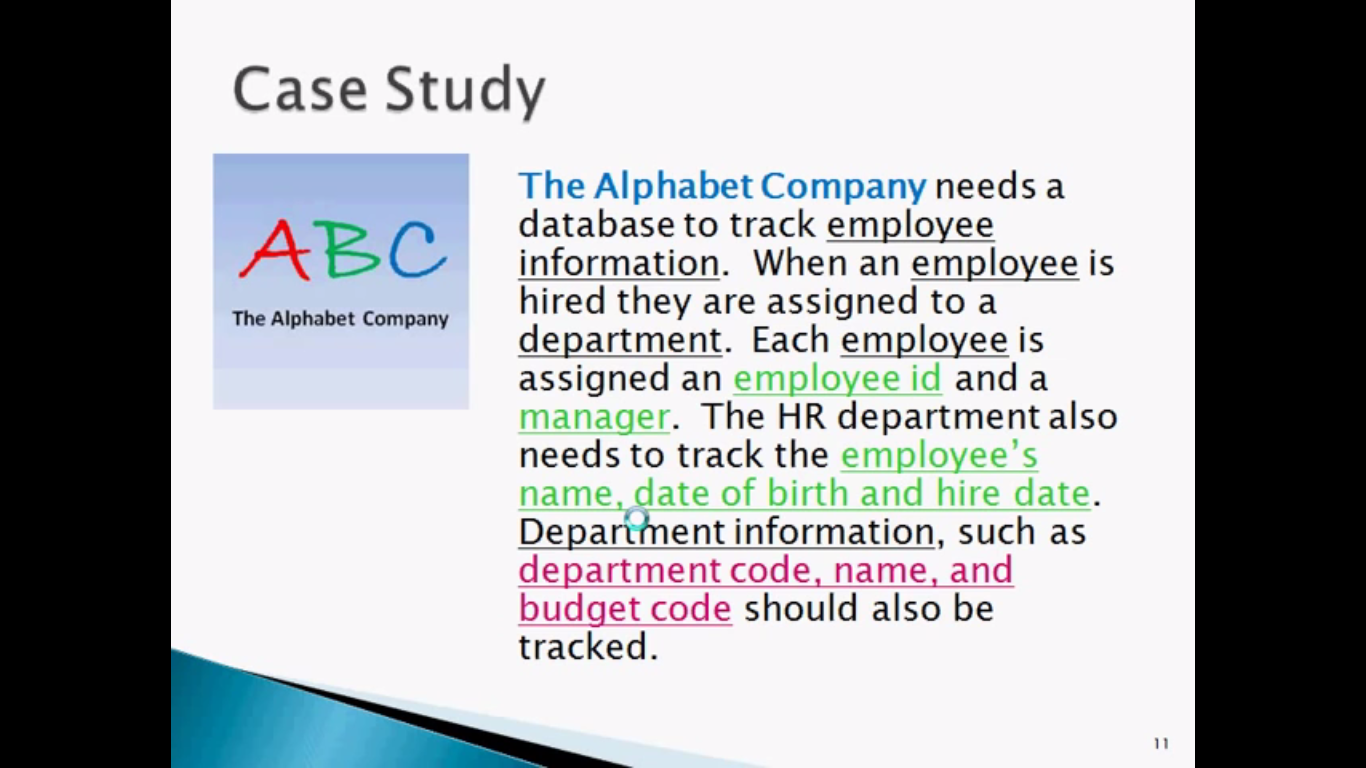 Case Study
ABC
The Alphabet Company
The Alphabet Company needs a
database to track employee
information.  When an employee is
hired they are assigned to a
department.  Each employee is
assigned an employee id and a
manager.  The HR department also
needs to track the employee’s
name, date of birth and hire date.
Department information, such as
department code, name, and
budget code should also be
tracked.
11